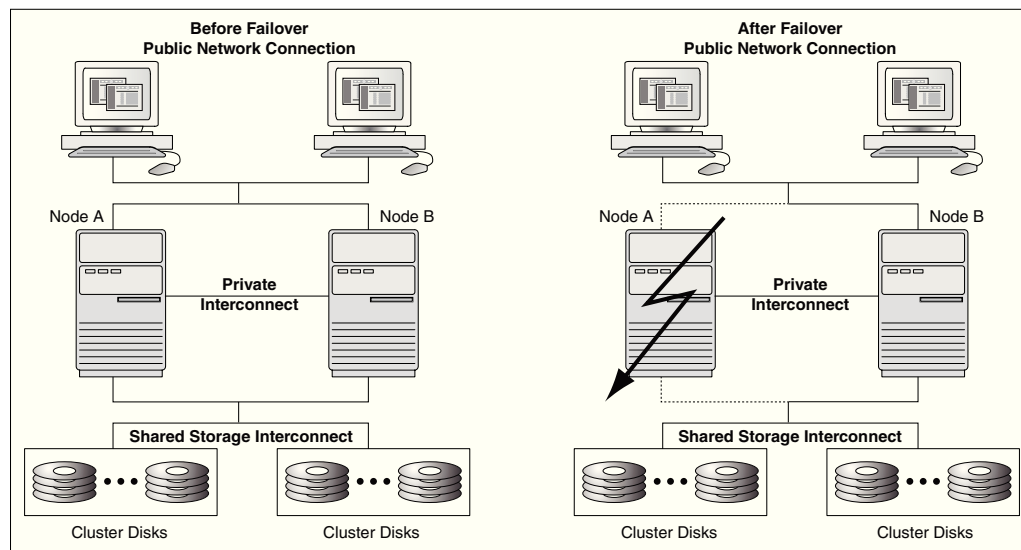 Before Failover
Public Network Connection
Node A
Node B
Private
Interconnect
Shared Storage Interconnect
Cluster Disks
Cluster Disks
After Failover
Public Network Connection
Node A
Node B
Private
Interconnect
Shared Storage Interconnect
Cluster Disks
Cluster Disks